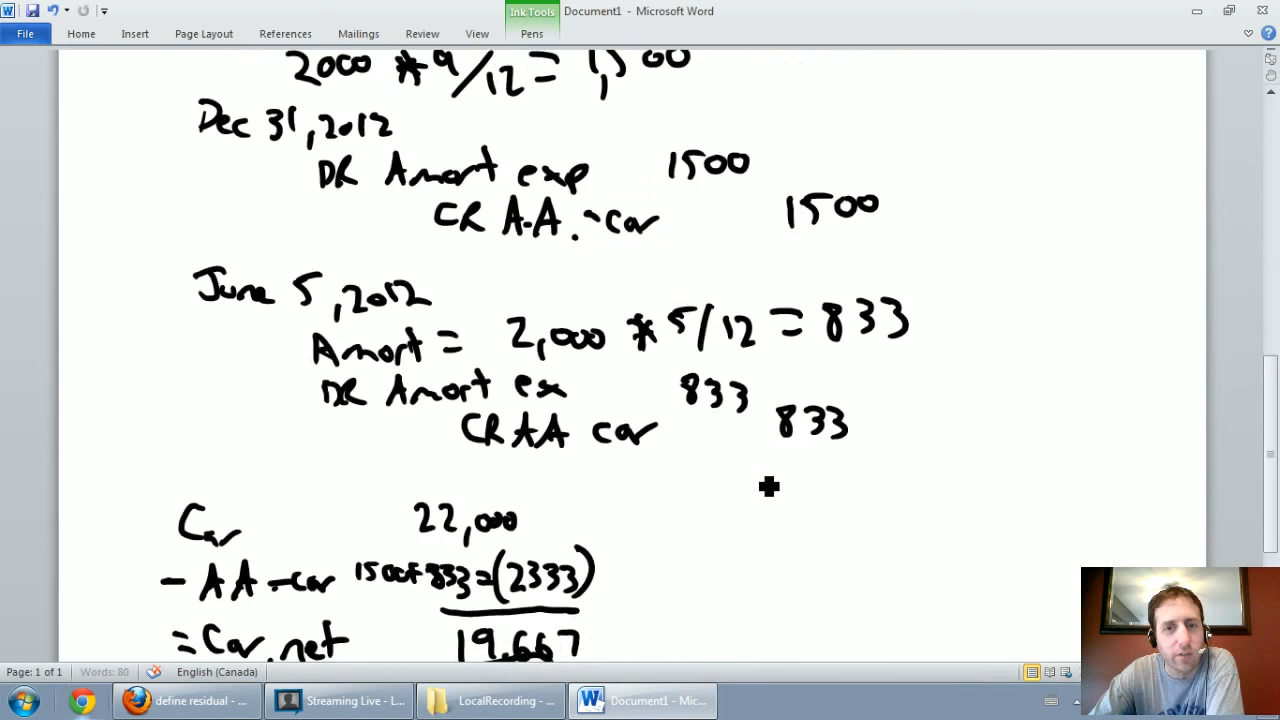 Ink Tools
Document1 - Microsoft Word
File Home Insert Page Layout References Mailings Review View Pens
2000 * 9/12 = 1,500
Dec 31, 2012
DR Amort exp 1500
CR A.A. - car 1500
June 5, 2012
Amort = 2,000 * 5/12 = 833
DR Amort ex 833
CR AA car 833
Car 22,000
- AA - car 1500+833=(2333)
= Car, net 19,667
Page: 1 of 1 Words: 80 English (Canada)
define residual - ... Streaming Live - L... LocalRecording - ... Document1 - Mic...